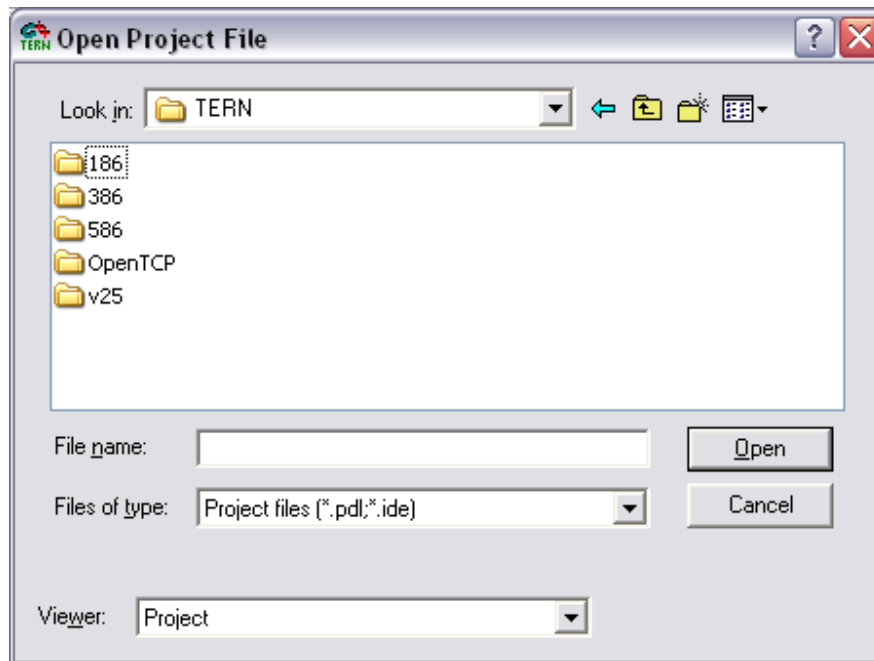 TERN Open Project File
Look in: TERN
186
386
586
OpenTCP
v25
File name: Open
Files of type: Project files (*.pdl;*.ide) Cancel
Viewer: Project